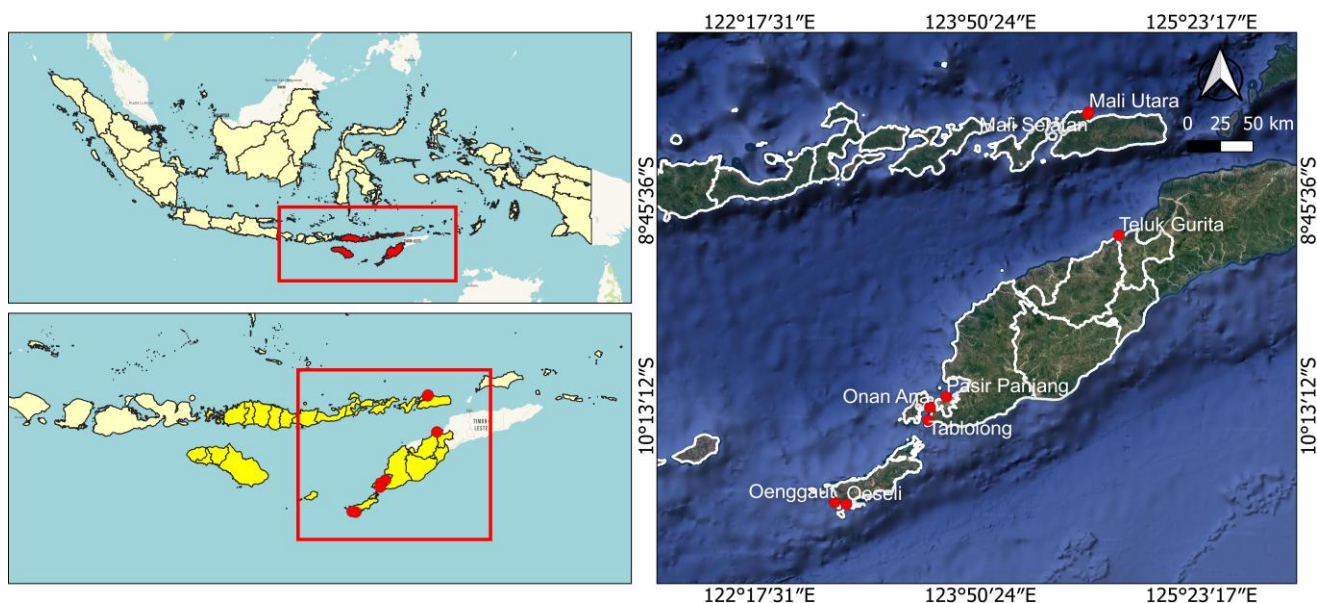 122°17′31″E 123°50′24″E 125°23′17″E
Mali Utara
Mali Selatan
0 25 50 km
8°45′36″S
8°45′36″S
Teluk Gurita
Pasir Panjang
Onan Ana
Tablolong
10°13′12″S
10°13′12″S
Oenggaut
Oeseli
TIMOR
LESTE
122°17′31″E 123°50′24″E 125°23′17″E